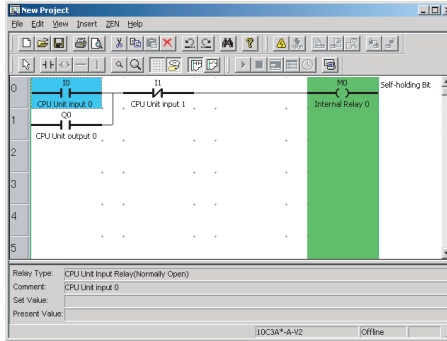 New Project
File Edit View Insert ZEN Help
0 I0 I1 M0 Self-holding Bit
CPU Unit input 0 CPU Unit input 1 Internal Relay 0
1 Q0
CPU Unit output 0
2
3
4
5
Relay Type: CPU Unit Input Relay(Normally Open)
Comment: CPU Unit input 0
Set Value:
Present Value:
10C3A*-A-V2 Offline